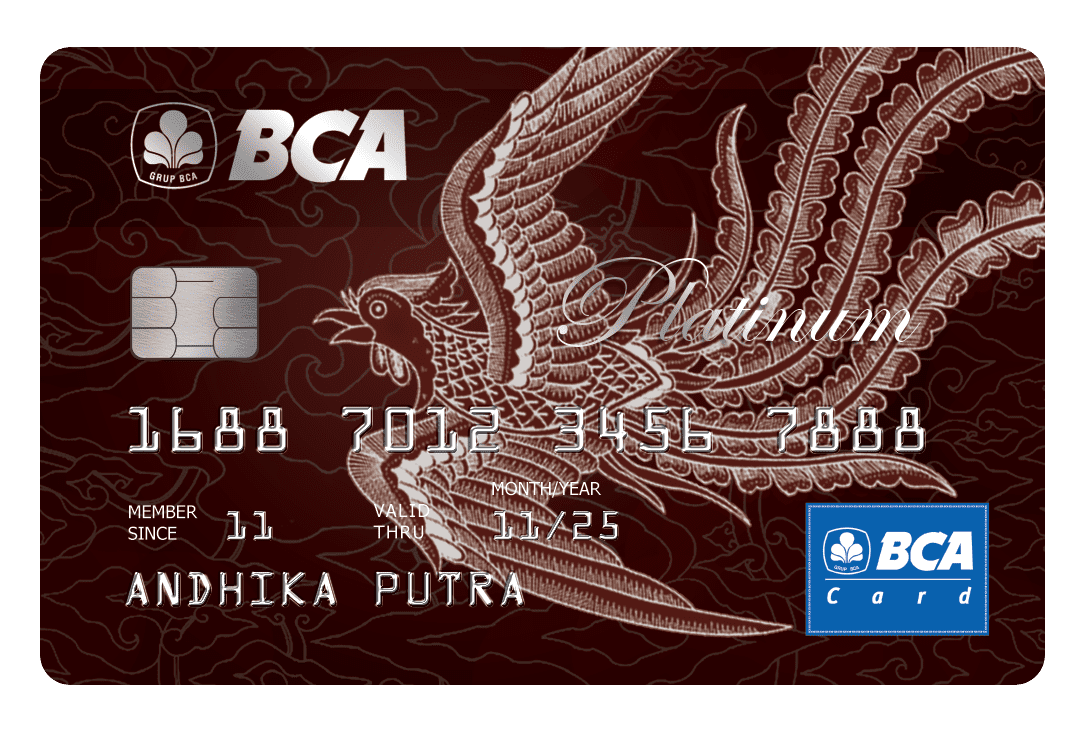 GRUP BCA
BCA
Platinum
1688 7012 3456 7888
MONTH/YEAR
MEMBER SINCE 11 VALID THRU 11/25
ANDHIKA PUTRA
GRUP BCA
BCA
Card